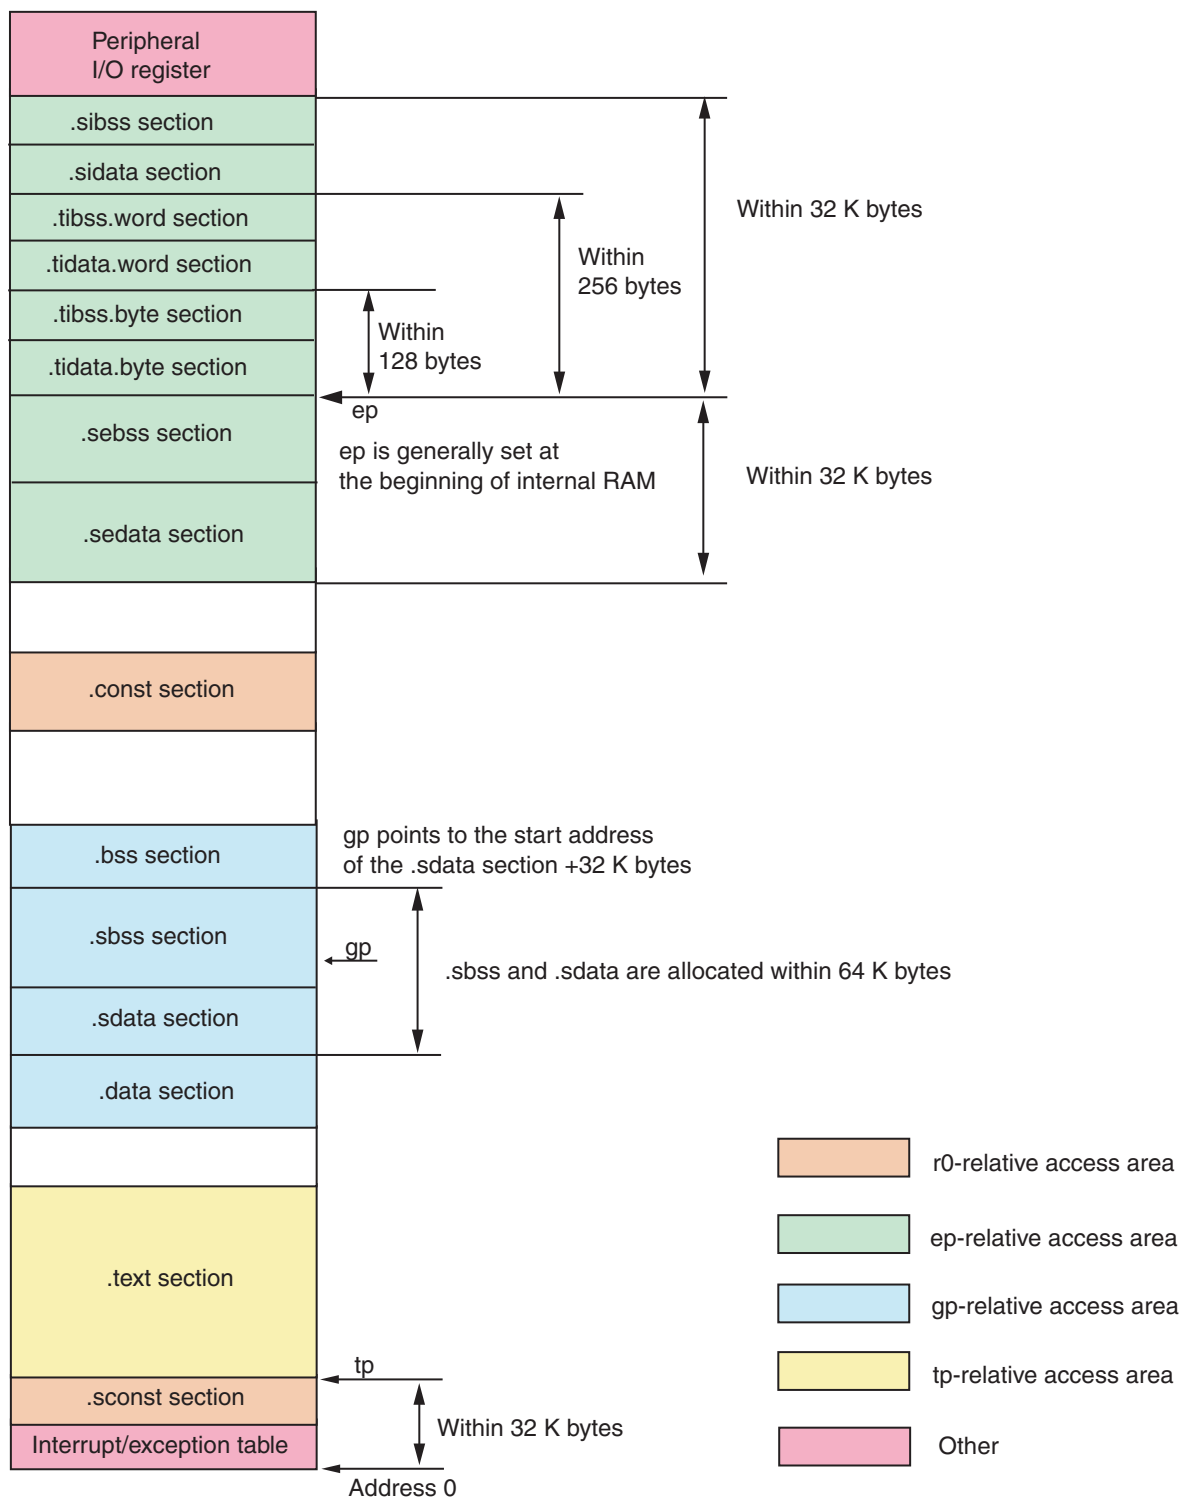 Peripheral
I/O register
.sibss section
.sidata section
.tibss.word section
.tidata.word section
.tibss.byte section
.tidata.byte section
.sebss section
.sedata section
Within 32 K bytes
Within
256 bytes
Within
128 bytes
ep
ep is generally set at
the beginning of internal RAM
Within 32 K bytes
.const section
.bss section
.sbss section
.sdata section
.data section
gp points to the start address
of the .sdata section +32 K bytes
gp
.sbss and .sdata are allocated within 64 K bytes
.text section
.sconst section
Interrupt/exception table
tp
Within 32 K bytes
Address 0
r0-relative access area
ep-relative access area
gp-relative access area
tp-relative access area
Other